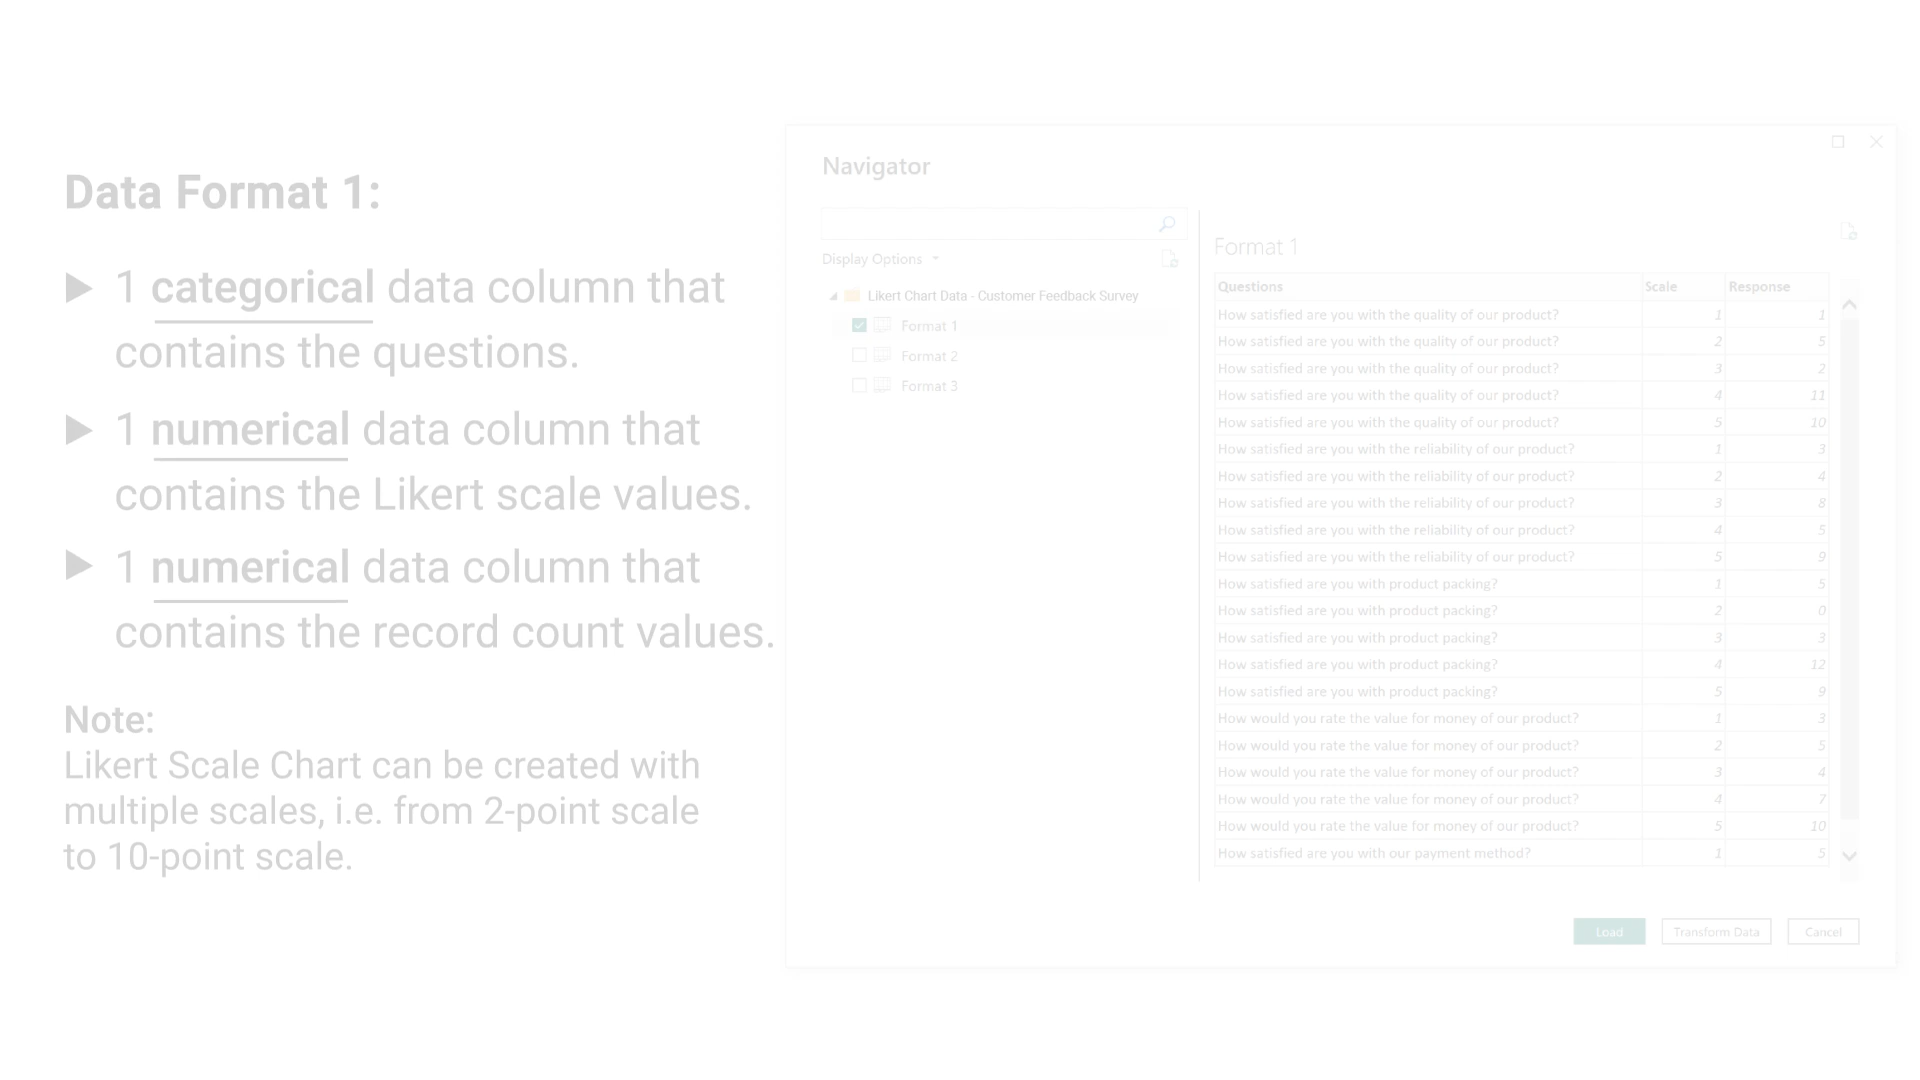 Data Format 1:
1 categorical data column that
contains the questions.
1 numerical data column that
contains the Likert scale values.
1 numerical data column that
contains the record count values.
Note:
Likert Scale Chart can be created with
multiple scales, i.e. from 2-point scale
to 10-point scale.
Navigator
Display Options
Likert Chart Data - Customer Feedback Survey
Format 1
Format 2
Format 3
Format 1
Questions Scale Response
How satisfied are you with the quality of our product? 1 1
How satisfied are you with the quality of our product? 2 5
How satisfied are you with the quality of our product? 3 2
How satisfied are you with the quality of our product? 4 11
How satisfied are you with the quality of our product? 5 10
How satisfied are you with the reliability of our product? 1 3
How satisfied are you with the reliability of our product? 2 4
How satisfied are you with the reliability of our product? 3 8
How satisfied are you with the reliability of our product? 4 5
How satisfied are you with the reliability of our product? 5 9
How satisfied are you with product packing? 1 5
How satisfied are you with product packing? 2 0
How satisfied are you with product packing? 3 3
How satisfied are you with product packing? 4 12
How satisfied are you with product packing? 5 9
How would you rate the value for money of our product? 1 3
How would you rate the value for money of our product? 2 5
How would you rate the value for money of our product? 3 4
How would you rate the value for money of our product? 4 7
How would you rate the value for money of our product? 5 10
How satisfied are you with our payment method? 1 5
Load Transform Data Cancel